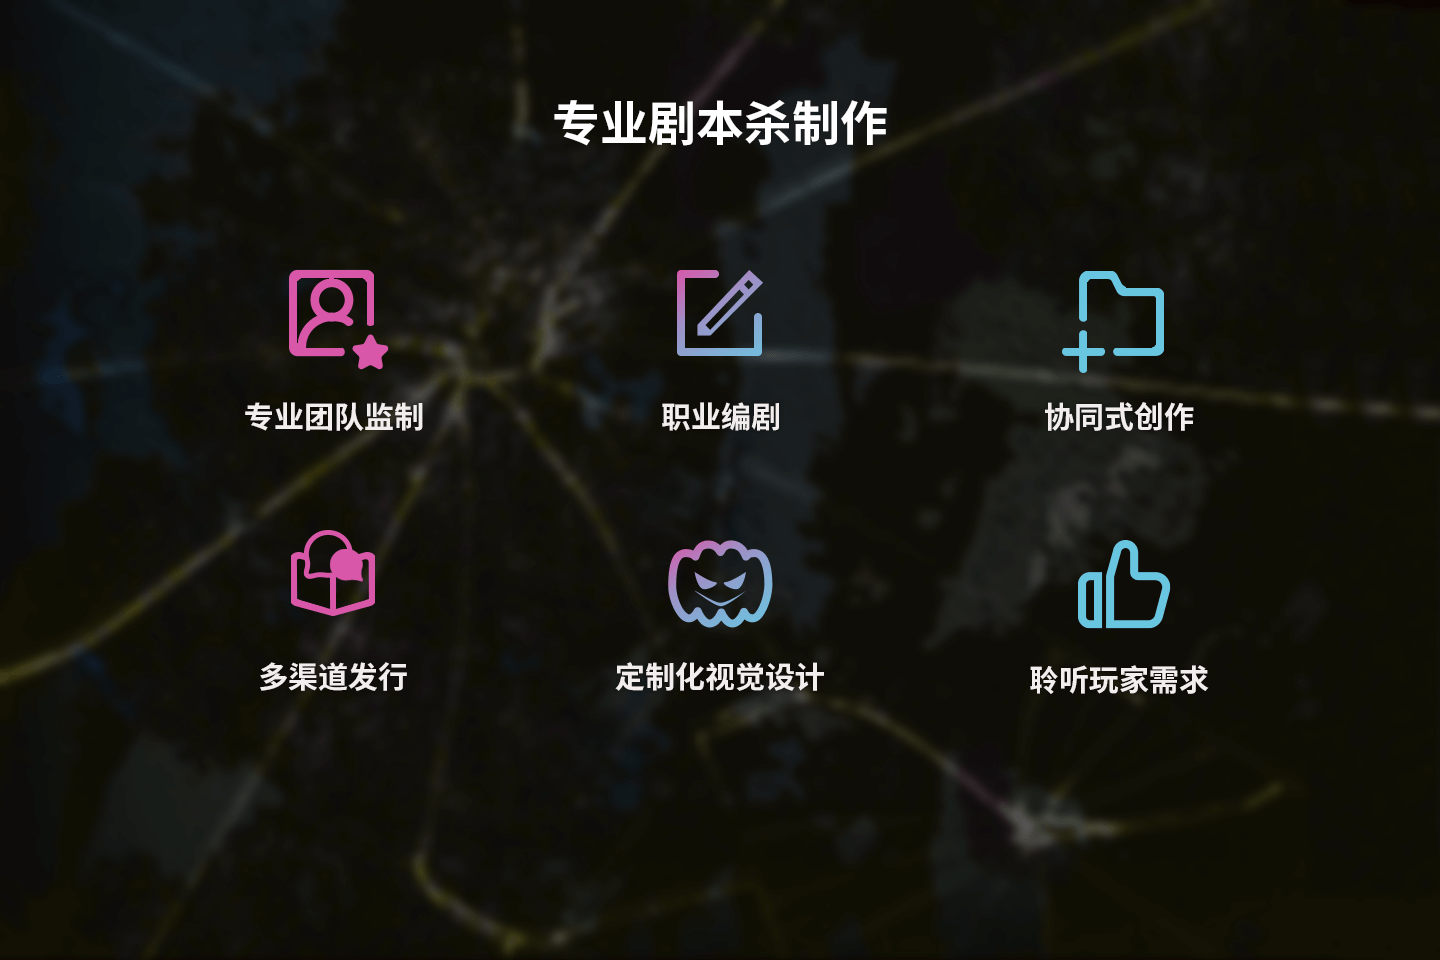 专业剧本杀制作
专业团队监制
职业编剧
协同式创作
多渠道发行
定制化视觉设计
聆听玩家需求